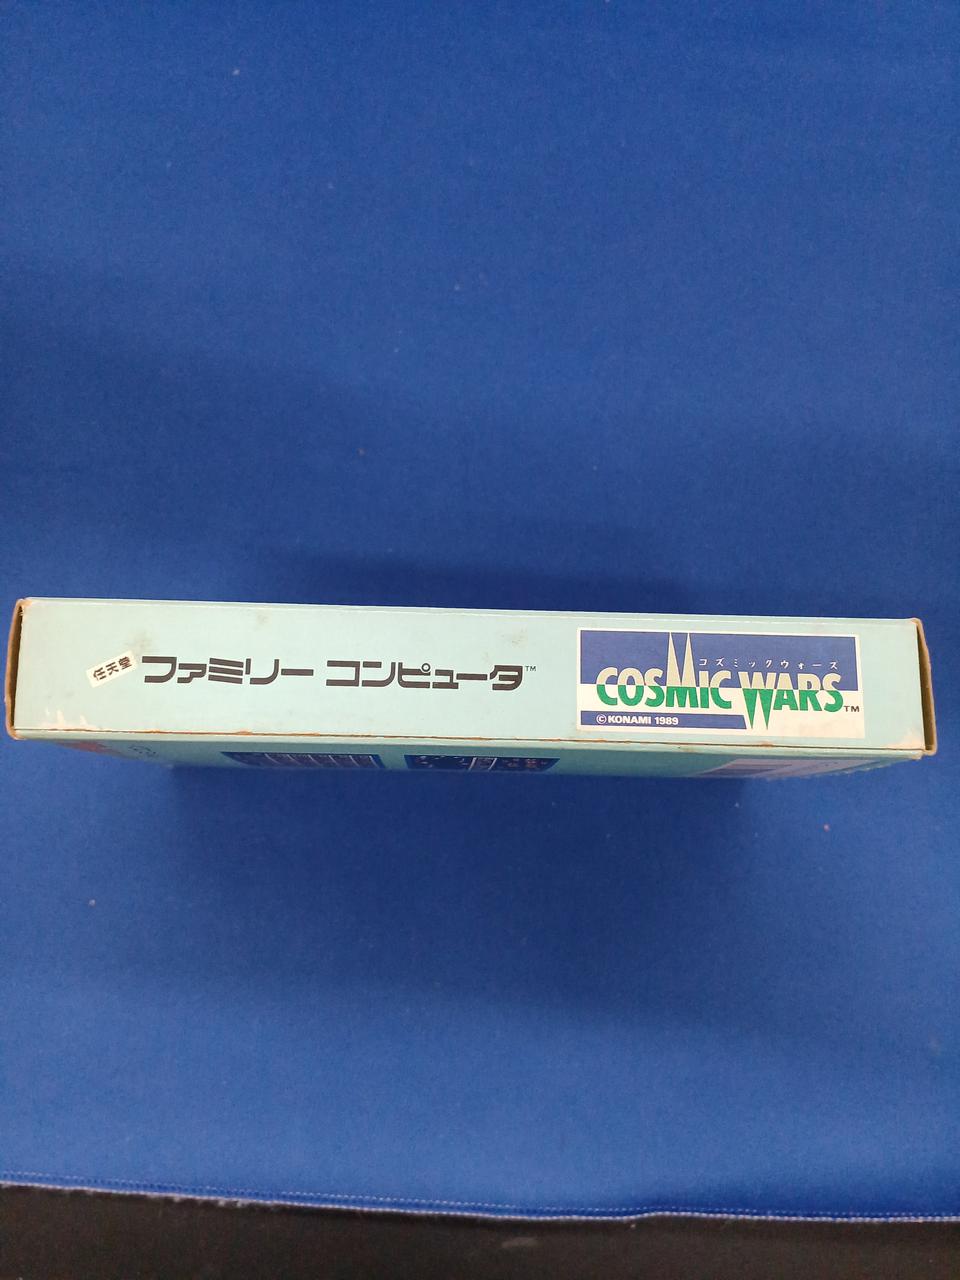 任天堂
ファミリー コンピュータ™
コズミックウォーズ
COSMIC WARS™
© KONAMI 1989